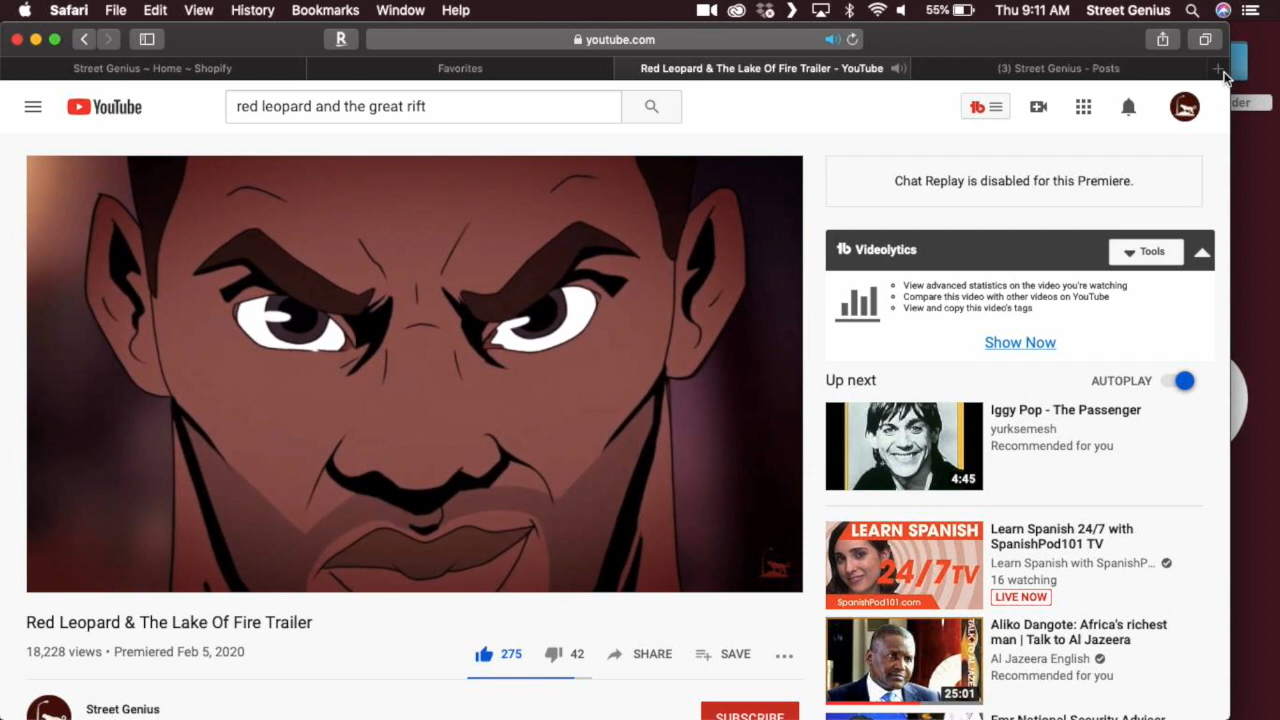 Safari File Edit View History Bookmarks Window Help 55% Thu 9:11 AM Street Genius
youtube.com
Street Genius ~ Home ~ Shopify Favorites Red Leopard & The Lake Of Fire Trailer - YouTube (3) Street Genius - Posts
der
YouTube red leopard and the great rift tb
Chat Replay is disabled for this Premiere.
tb Videolytics Tools
View advanced statistics on the video you're watching
Compare this video with other videos on YouTube
View and copy this video's tags
Show Now
Up next AUTOPLAY
Iggy Pop - The Passenger
yurksemesh
Recommended for you
4:45
LEARN SPANISH
24/7TV
SpanishPod101.com
Learn Spanish 24/7 with
SpanishPod101 TV
Learn Spanish with SpanishP...
16 watching
LIVE NOW
Aliko Dangote: Africa's richest
man | Talk to Al Jazeera
Al Jazeera English
Recommended for you
25:01
Red Leopard & The Lake Of Fire Trailer
18,228 views • Premiered Feb 5, 2020 275 42 SHARE SAVE
Street Genius
SUBSCRIBE
Fmr National Security Adviser